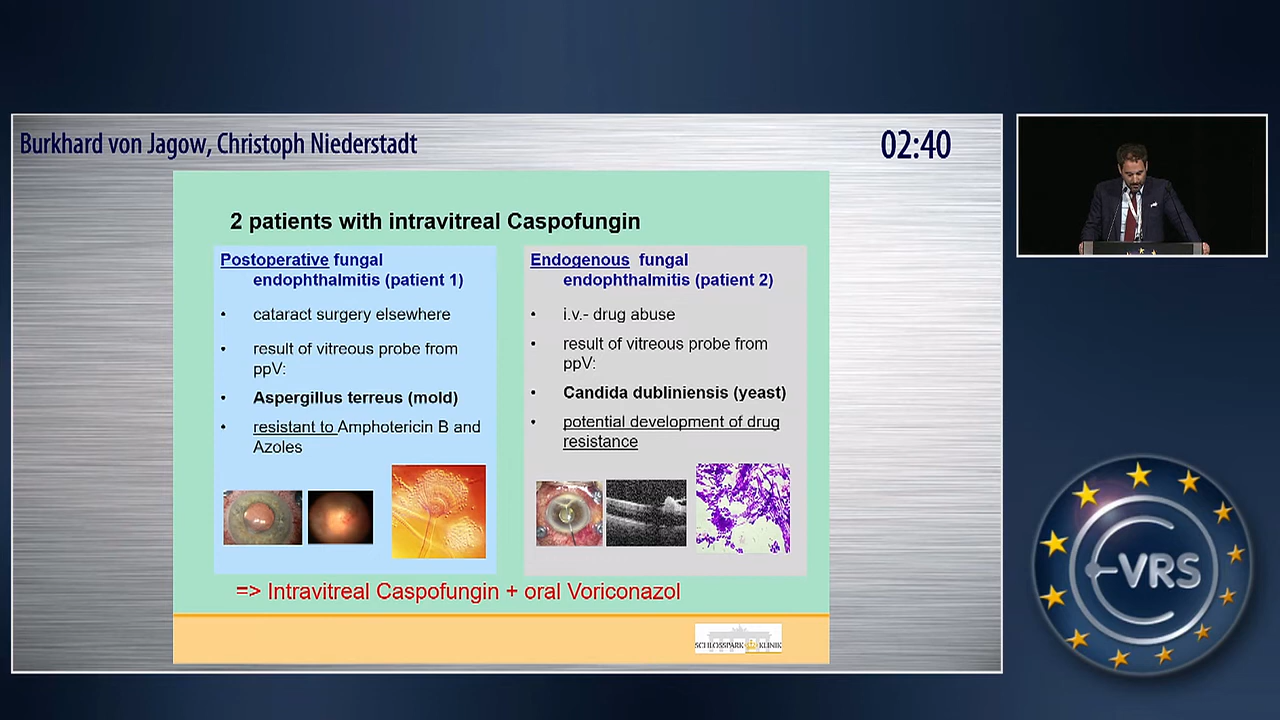 Burkhard von Jagow, Christoph Niederstadt
02:40
2 patients with intravitreal Caspofungin
Postoperative fungal
endophthalmitis (patient 1)
• cataract surgery elsewhere
• result of vitreous probe from
ppV:
• Aspergillus terreus (mold)
• resistant to Amphotericin B and
Azoles
Endogenous fungal
endophthalmitis (patient 2)
• i.v.- drug abuse
• result of vitreous probe from
ppV:
• Candida dubliniensis (yeast)
• potential development of drug
resistance
=> Intravitreal Caspofungin + oral Voriconazol
SCHLOSSPARK KLINIK
EVRS